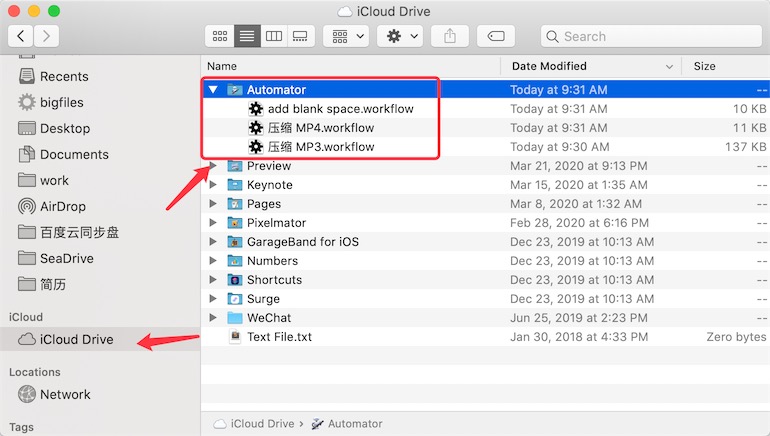 iCloud Drive
Search
Recents
bigfiles
Desktop
Documents
work
AirDrop
百度云同步盘
SeaDrive
简历
iCloud
iCloud Drive
Locations
Network
Tags
Name Date Modified Size
Automator Today at 9:31 AM --
add blank space.workflow Today at 9:31 AM 10 KB
压缩 MP4.workflow Today at 9:31 AM 11 KB
压缩 MP3.workflow Today at 9:30 AM 137 KB
Preview Mar 21, 2020 at 9:13 PM --
Keynote Mar 15, 2020 at 1:35 AM --
Pages Mar 8, 2020 at 1:32 AM --
Pixelmator Feb 28, 2020 at 6:16 PM --
GarageBand for iOS Dec 23, 2019 at 10:13 AM --
Numbers Dec 23, 2019 at 10:13 AM --
Shortcuts Dec 23, 2019 at 10:13 AM --
Surge Dec 23, 2019 at 10:13 AM --
WeChat Jun 25, 2019 at 2:23 PM --
Text File.txt Jan 30, 2018 at 4:33 PM Zero bytes
iCloud Drive › Automator